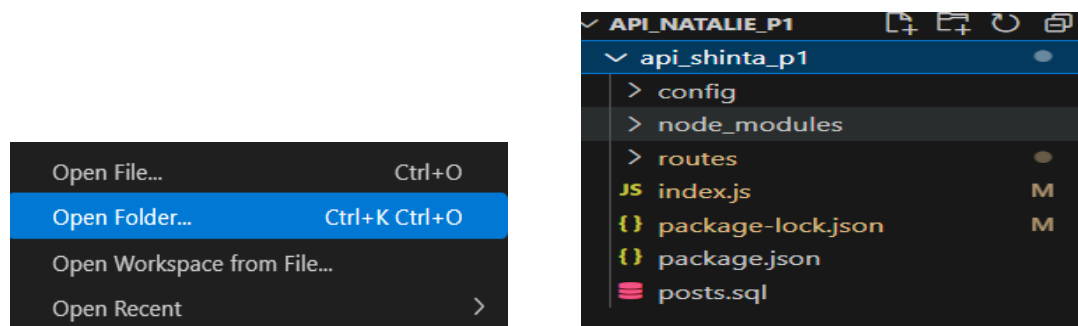 Open File... Ctrl+O
Open Folder... Ctrl+K Ctrl+O
Open Workspace from File...
Open Recent
API_NATALIE_P1
api_shinta_p1
config
node_modules
routes
JS index.js M
{} package-lock.json M
{} package.json
posts.sql